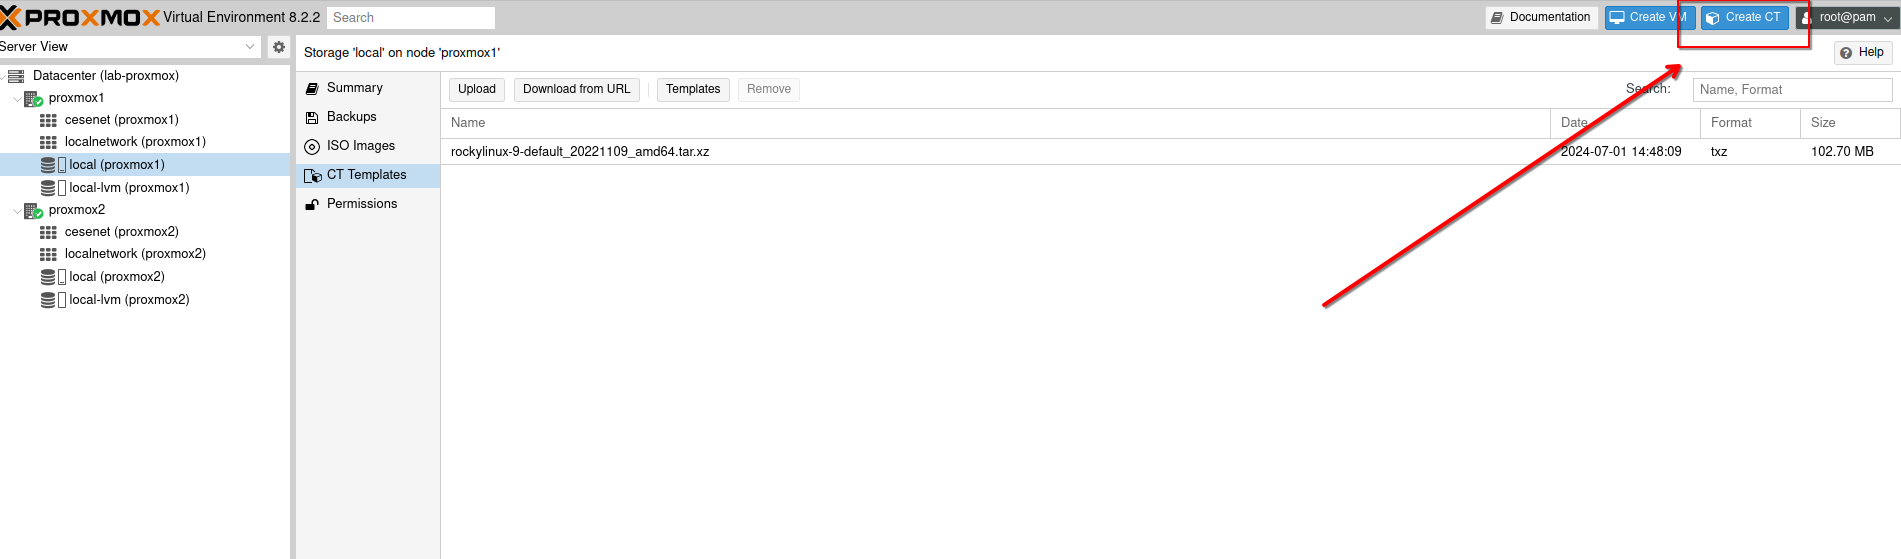 PROXMOX Virtual Environment 8.2.2 Search Documentation Create VM Create CT root@pam
Server View
Storage 'local' on node 'proxmox1' Help
Datacenter (lab-proxmox)
proxmox1
cesenet (proxmox1)
localnetwork (proxmox1)
local (proxmox1)
local-lvm (proxmox1)
proxmox2
cesenet (proxmox2)
localnetwork (proxmox2)
local (proxmox2)
local-lvm (proxmox2)
Summary
Backups
ISO Images
CT Templates
Permissions
Upload Download from URL Templates Remove Search: Name, Format
Name Date Format Size
rockylinux-9-default_20221109_amd64.tar.xz 2024-07-01 14:48:09 txz 102.70 MB